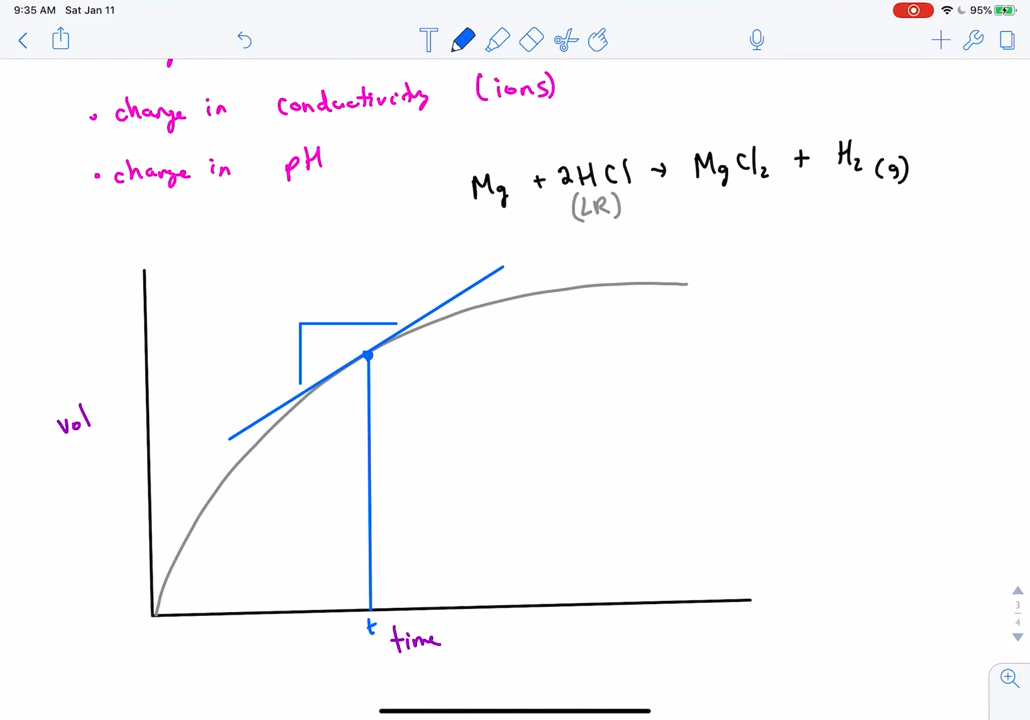 9:35 AM Sat Jan 11
95%
T
• change in conductivity (ions)
• change in pH
Mg + 2HCl → MgCl₂ + H₂ (g)
(LR)
vol
t
time
3
4